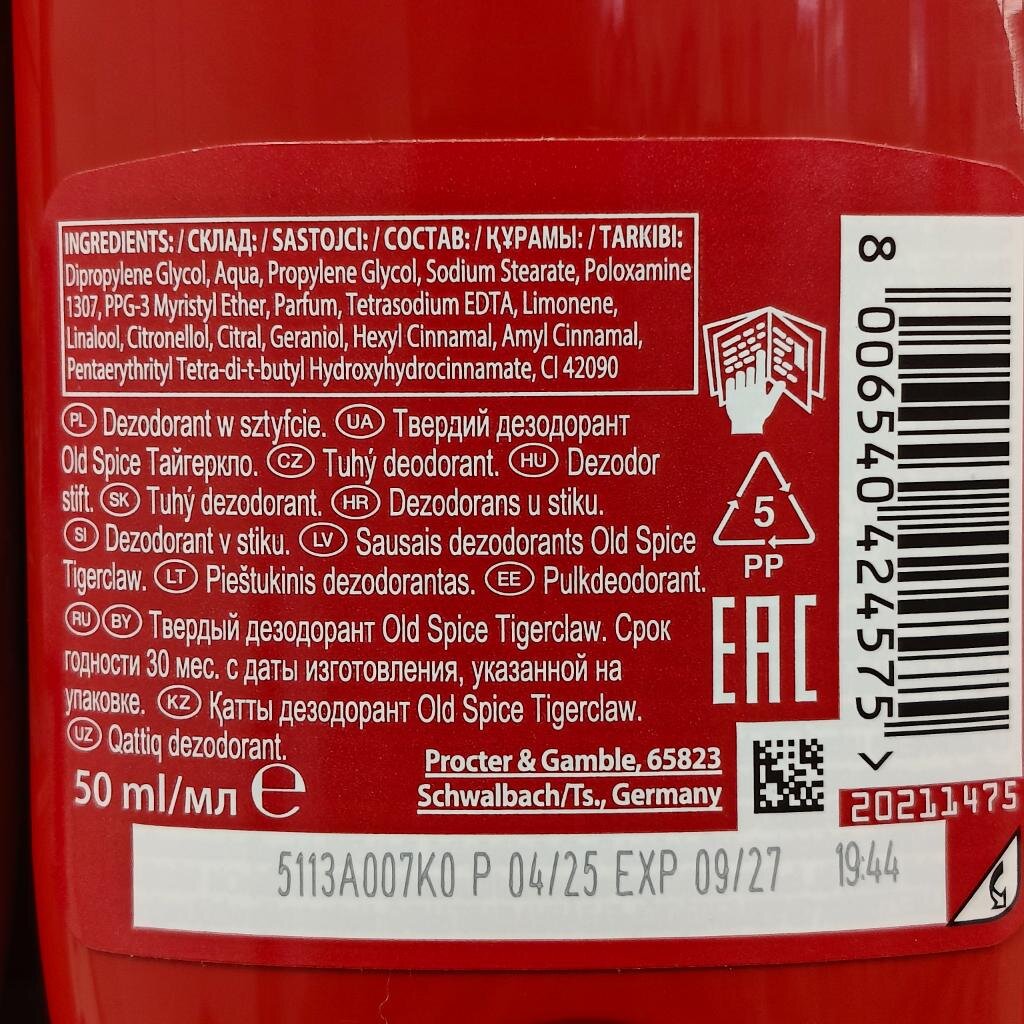 INGREDIENTS: / СКЛАД: / SASTOJCI: / СОСТАВ: / ҚҰРАМЫ: / TARKIBI:
Dipropylene Glycol, Aqua, Propylene Glycol, Sodium Stearate, Poloxamine
1307, PPG-3 Myristyl Ether, Parfum, Tetrasodium EDTA, Limonene,
Linalool, Citronellol, Citral, Geraniol, Hexyl Cinnamal, Amyl Cinnamal,
Pentaerythrityl Tetra-di-t-butyl Hydroxyhydrocinnamate, CI 42090
PL Dezodorant w sztyfcie. UA Твердий дезодорант
Old Spice Тайгеркло. CZ Tuhý deodorant. HU Dezodor
stift. SK Tuhý dezodorant. HR Dezodorans u stiku.
SI Dezodorant v stiku. LV Sausais dezodorants Old Spice
Tigerclaw. LT Pieštukinis dezodorantas. EE Pulkdeodorant.
RU BY Твердый дезодорант Old Spice Tigerclaw. Срок
годности 30 мес. с даты изготовления, указанной на
упаковке. KZ Қатты дезодорант Old Spice Tigerclaw.
UZ Qattiq dezodorant.
50 ml/мл e
Procter & Gamble, 65823
Schwalbach/Ts., Germany
5
PP
EAC
8 006540 424575 >
20211475
5113A007K0 P 04/25 EXP 09/27 19:44